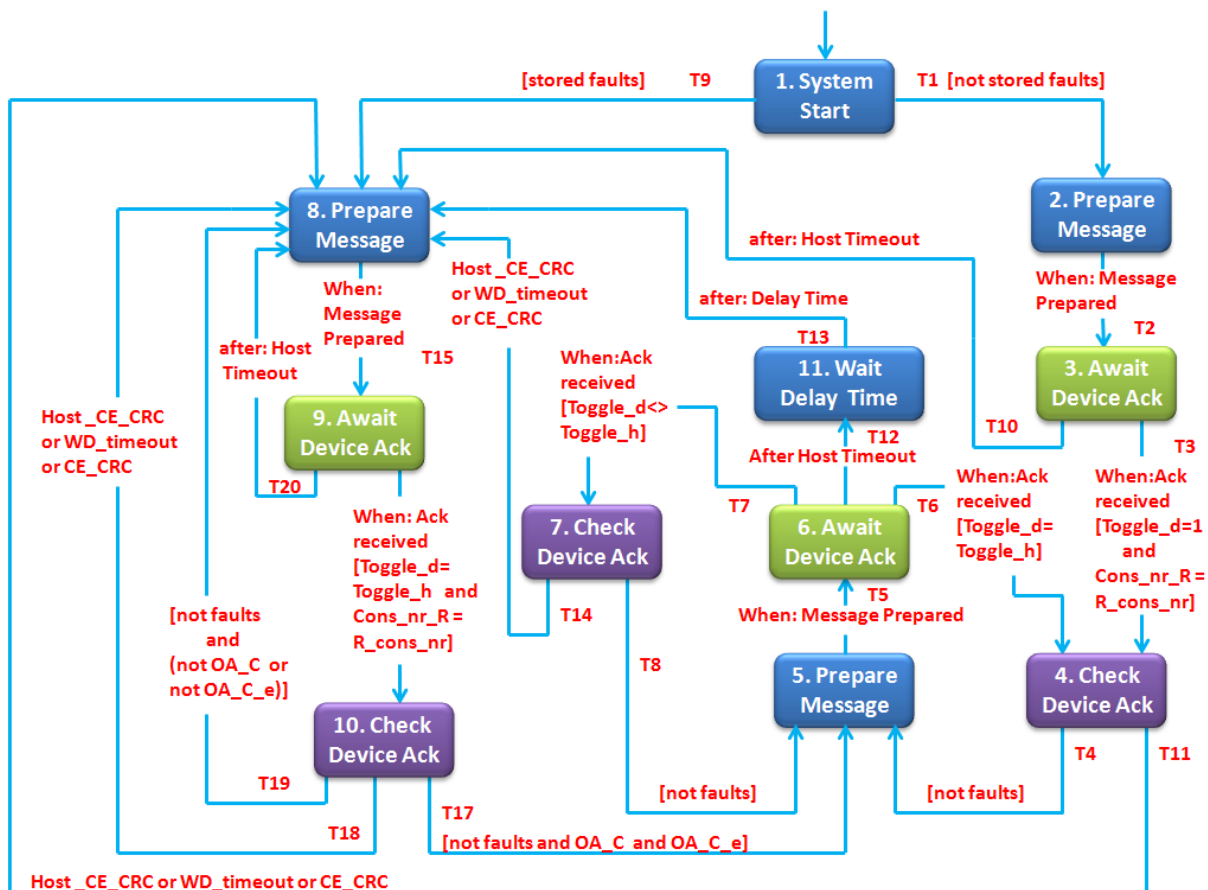 [stored faults]
T9
1. System
Start
T1 [not stored faults]
8. Prepare
Message
2. Prepare
Message
after: Host Timeout
Host _CE_CRC
or WD_timeout
or CE_CRC
When:
Message
Prepared
When: Message
Prepared
after: Delay Time
T2
T13
after: Host
Timeout
T15
When:Ack
received
[Toggle_d<>
Toggle_h]
11. Wait
Delay Time
3. Await
Device Ack
Host _CE_CRC
or WD_timeout
or CE_CRC
9. Await
Device Ack
T12
T10
T3
After Host Timeout
T20
When: Ack
received
[Toggle_d=
Toggle_h and
Cons_nr_R =
R_cons_nr]
7. Check
Device Ack
T7
6. Await
Device Ack
T6
When:Ack
received
[Toggle_d=
Toggle_h]
When:Ack
received
[Toggle_d=1
and
Cons_nr_R =
R_cons_nr]
T5
When: Message Prepared
T14
T8
[not faults
and
(not OA_C or
not OA_C_e)]
5. Prepare
Message
4. Check
Device Ack
10. Check
Device Ack
T4
T11
T19
T18
T17
[not faults]
[not faults]
[not faults and OA_C and OA_C_e]
Host _CE_CRC or WD_timeout or CE_CRC